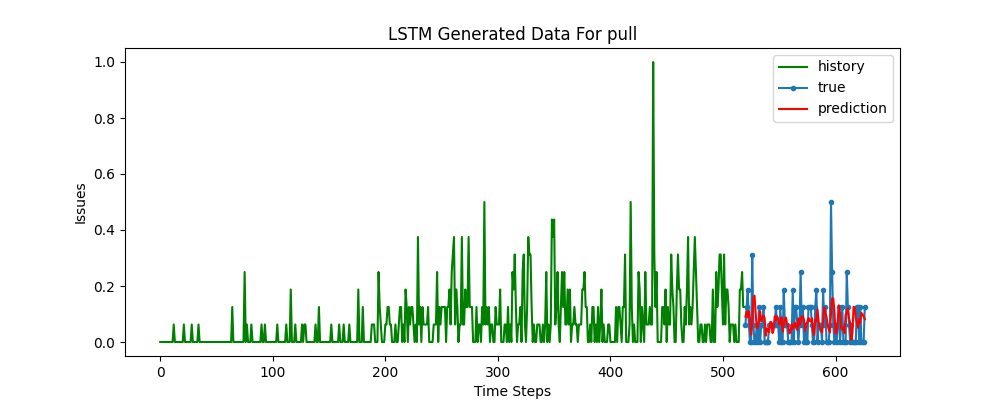 LSTM Generated Data For pull
1.0
0.8
0.6
0.4
0.2
0.0
Issues
0
100
200
300
400
500
600
Time Steps
history
true
prediction